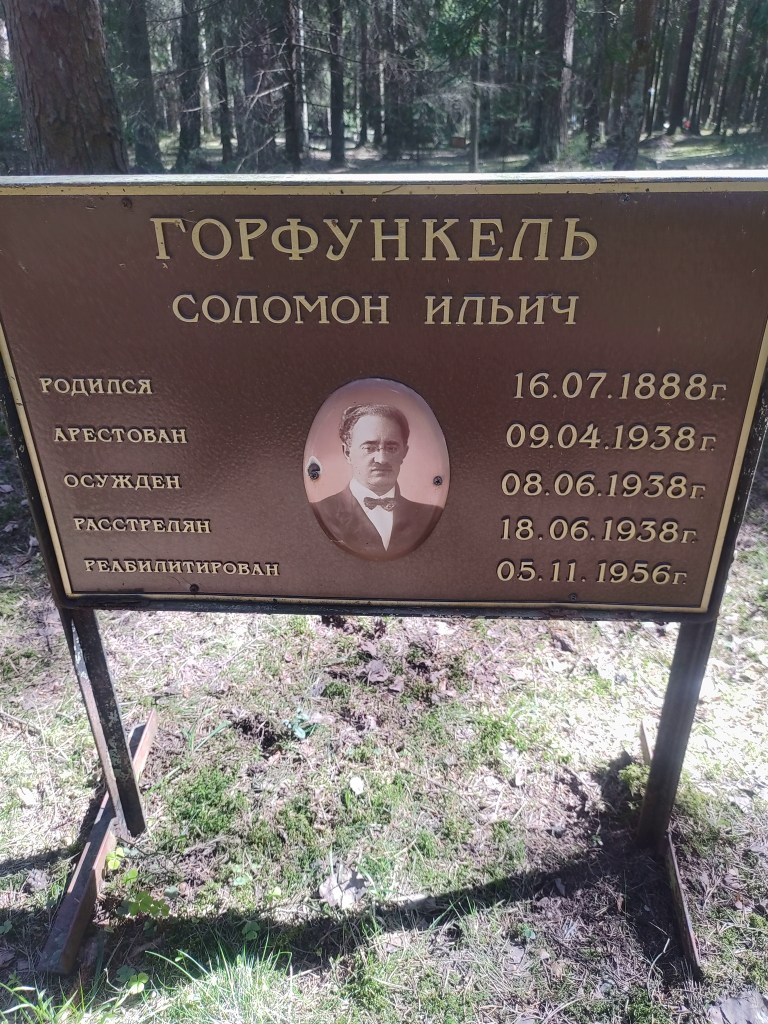 ГОРФУНКЕЛЬ
СОЛОМОН ИЛЬИЧ
РОДИЛСЯ 16.07.1888г.
АРЕСТОВАН 09.04.1938г.
ОСУЖДЕН 08.06.1938г.
РАССТРЕЛЯН 18.06.1938г.
РЕАБИЛИТИРОВАН 05.11.1956г.